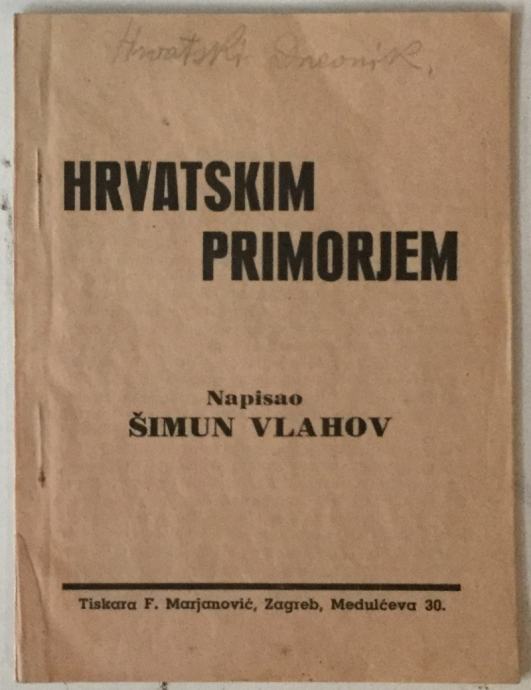 Hrvatski Dnevnik.
HRVATSKIM
PRIMORJEM
Napisao
ŠIMUN VLAHOV
Tiskara F. Marjanović, Zagreb, Medulćeva 30.